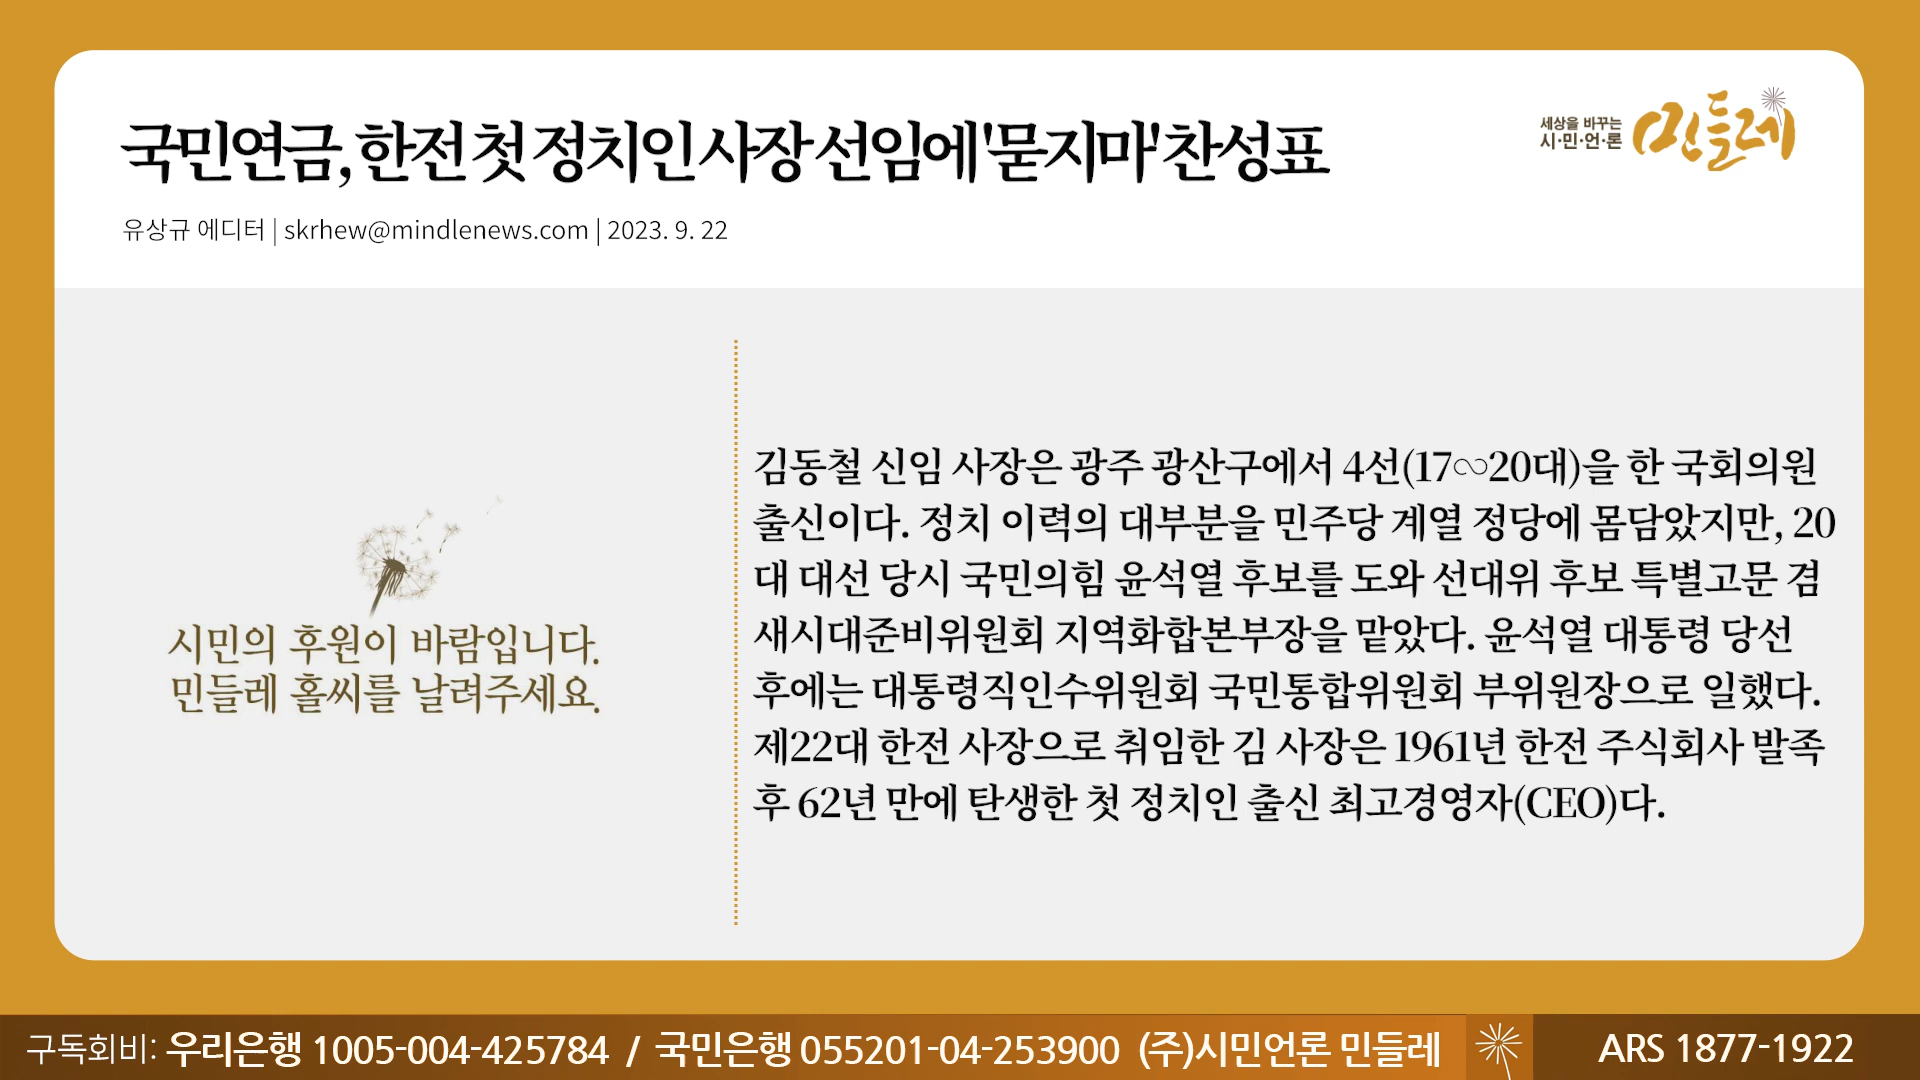 국민연금, 한전 첫 정치인 사장 선임에 '묻지마' 찬성표
세상을 바꾸는
시·민·언·론
민들레
유상규 에디터 | skrhew@mindlenews.com | 2023. 9. 22
시민의 후원이 바람입니다.
민들레 홀씨를 날려주세요.
김동철 신임 사장은 광주 광산구에서 4선(17∽20대)을 한 국회의원
출신이다. 정치 이력의 대부분을 민주당 계열 정당에 몸담았지만, 20
대 대선 당시 국민의힘 윤석열 후보를 도와 선대위 후보 특별고문 겸
새시대준비위원회 지역화합본부장을 맡았다. 윤석열 대통령 당선
후에는 대통령직인수위원회 국민통합위원회 부위원장으로 일했다.
제22대 한전 사장으로 취임한 김 사장은 1961년 한전 주식회사 발족
후 62년 만에 탄생한 첫 정치인 출신 최고경영자(CEO)다.
구독회비: 우리은행 1005-004-425784 / 국민은행 055201-04-253900 (주)시민언론 민들레
ARS 1877-1922